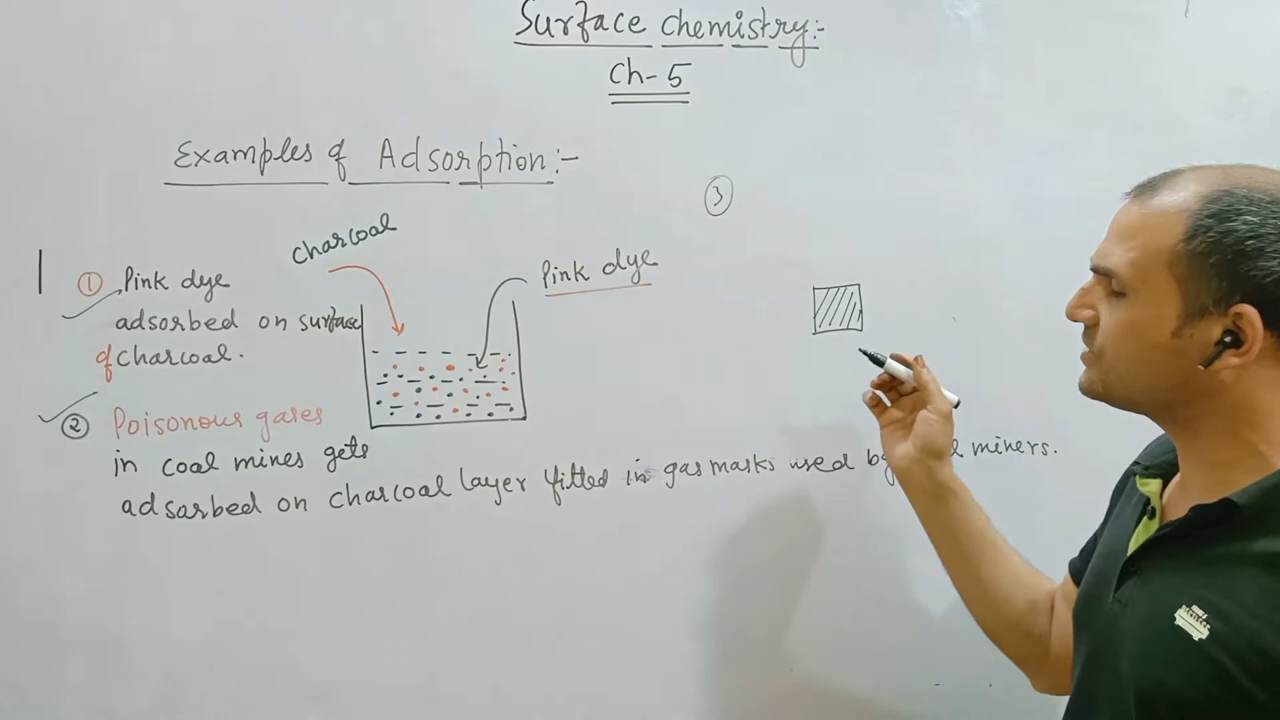 Surface Chemistry:-
Ch-5
Examples of Adsorption:-
③
charcoal
Pink dye
① Pink dye
adsorbed on surface
of charcoal.
② Poisonous gases
in coal mines gets
adsorbed on charcoal layer fitted in gas masks used by miners.